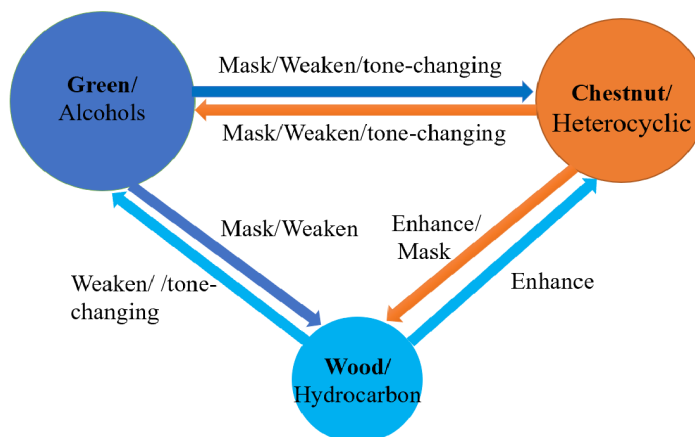 Green/
Alcohols
Mask/Weaken/tone-changing
Chestnut/
Heterocyclic
Mask/Weaken/tone-changing
Mask/Weaken
Enhance/
Mask
Weaken/ /tone-
changing
Enhance
Wood/
Hydrocarbon